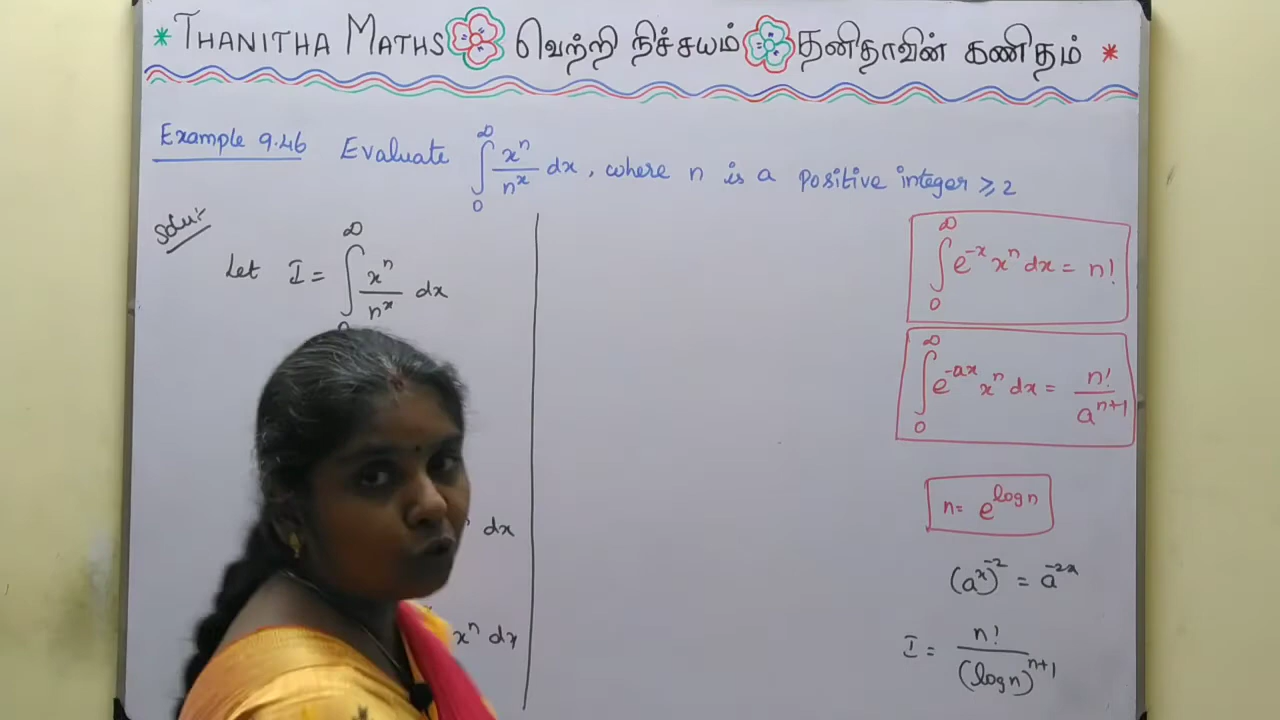 * THANITHA MATHS வெற்றி நிச்சயம் தனிதாவின் கணிதம் *
Example 9.46 Evaluate ∫₀^∞ xⁿ/nˣ dx, where n is a positive integer ≥ 2
Solu:-
Let I = ∫₀^∞ xⁿ/nˣ dx
dx
xⁿ dx
∫₀^∞ e^(-x) xⁿ dx = n!
∫₀^∞ e^(-ax) xⁿ dx = n!/a^(n+1)
n = e^(log n)
(aˣ)^(-2) = a^(-2x)
I = n!/(log n)^(n+1)